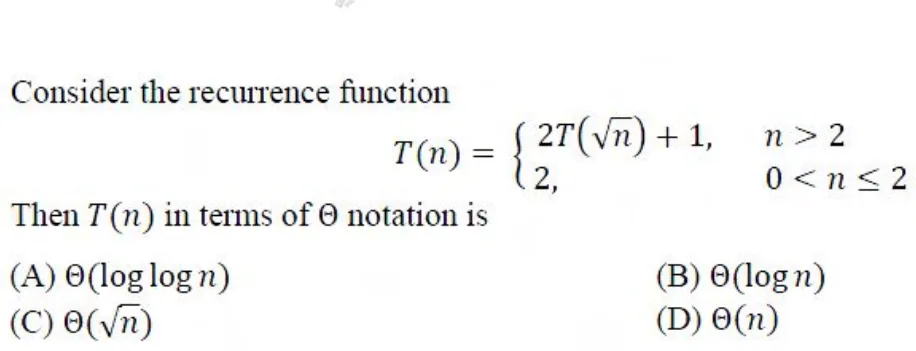 Consider the recurrence function
T(n) = { 2T(√n) + 1, n > 2
2, 0 < n ≤ 2
Then T(n) in terms of Θ notation is
(A) Θ(log log n) (B) Θ(log n)
(C) Θ(√n) (D) Θ(n)